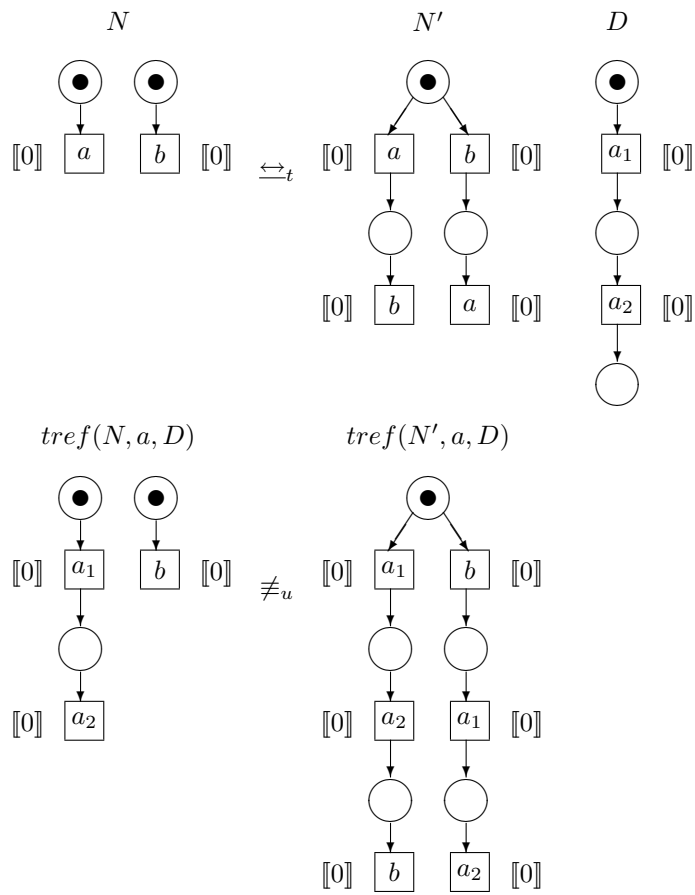 N N′ D
⟦0⟧ a b ⟦0⟧ ↔t ⟦0⟧ a b ⟦0⟧ a₁ ⟦0⟧
⟦0⟧ b a ⟦0⟧ a₂ ⟦0⟧
tref(N, a, D) tref(N′, a, D)
⟦0⟧ a₁ b ⟦0⟧ ≢u ⟦0⟧ a₁ b ⟦0⟧
⟦0⟧ a₂ ⟦0⟧ a₂ a₁ ⟦0⟧
⟦0⟧ b a₂ ⟦0⟧